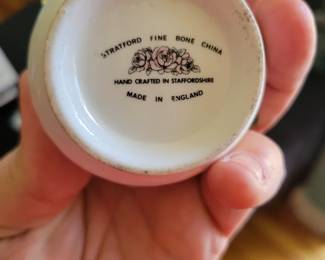 STRATFORD FINE BONE CHINA
HAND CRAFTED IN STAFFORDSHIRE
MADE IN ENGLAND